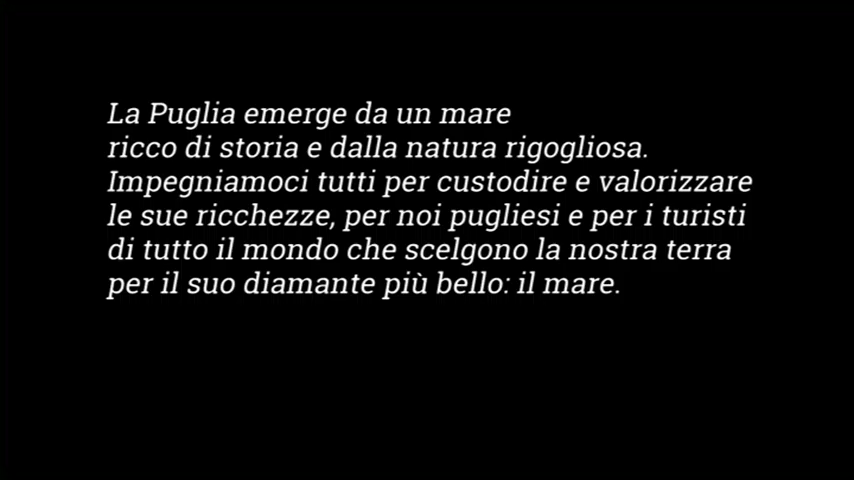 La Puglia emerge da un mare
ricco di storia e dalla natura rigogliosa.
Impegniamoci tutti per custodire e valorizzare
le sue ricchezze, per noi pugliesi e per i turisti
di tutto il mondo che scelgono la nostra terra
per il suo diamante più bello: il mare.